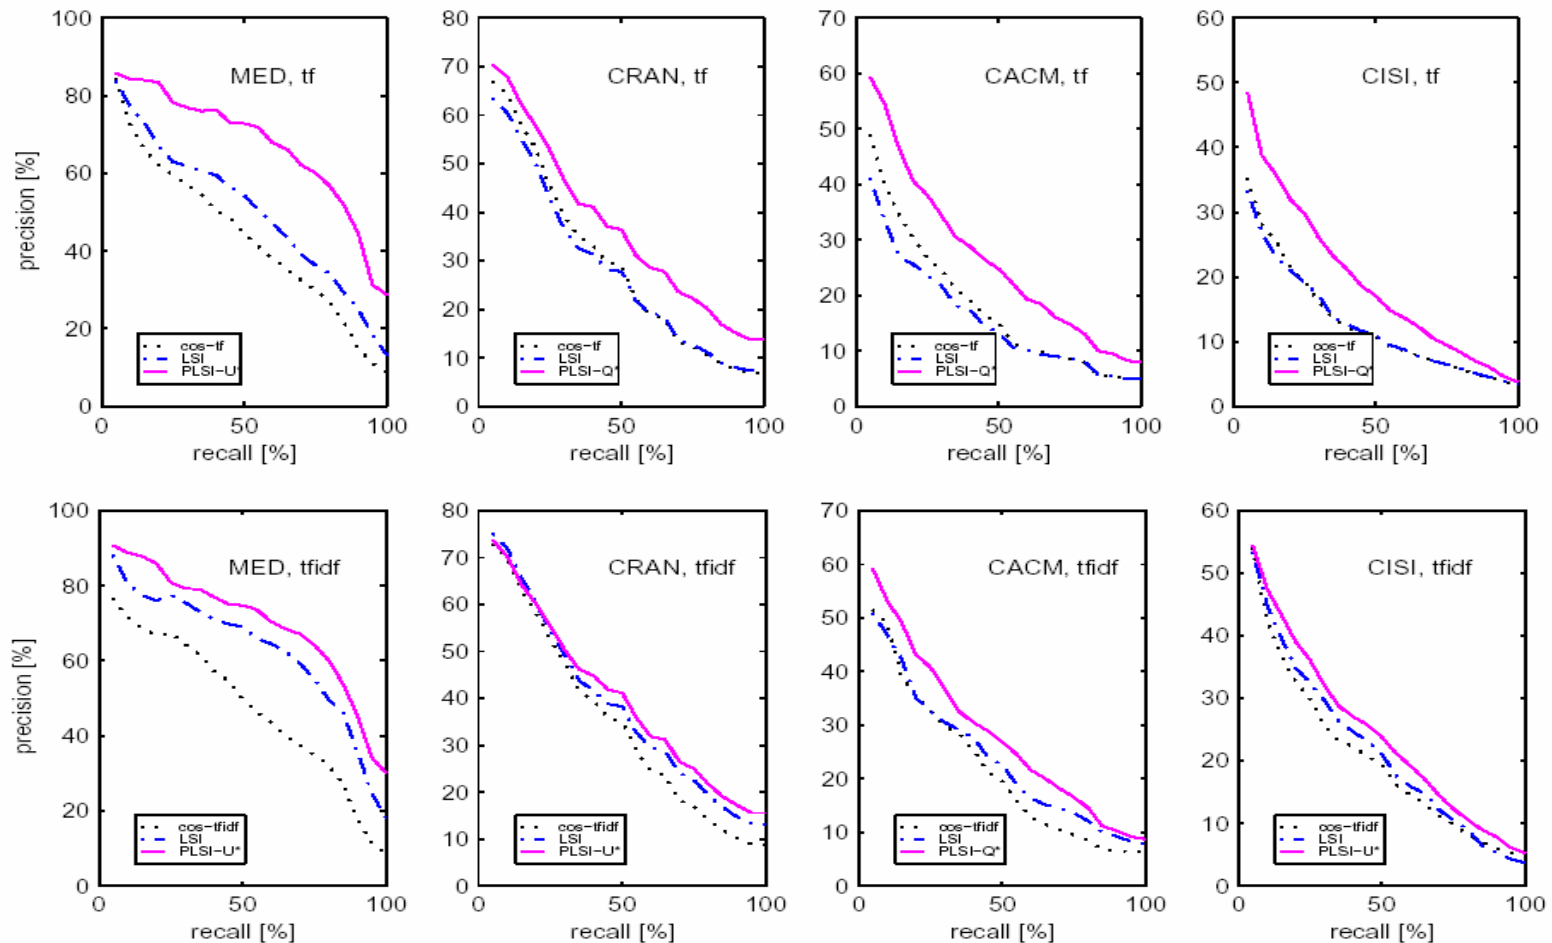 MED, tf
precision [%]
100
80
60
40
20
0
cos-tf
LSI
PLSI-U*
0 50 100
recall [%]
CRAN, tf
80
70
60
50
40
30
20
10
0
cos-tf
LSI
PLSI-Q*
0 50 100
recall [%]
CACM, tf
70
60
50
40
30
20
10
0
cos-tf
LSI
PLSI-Q*
0 50 100
recall [%]
CISI, tf
60
50
40
30
20
10
0
cos-tf
LSI
PLSI-Q*
0 50 100
recall [%]
MED, tfidf
precision [%]
100
80
60
40
20
0
cos-tfidf
LSI
PLSI-U*
0 50 100
recall [%]
CRAN, tfidf
80
70
60
50
40
30
20
10
0
cos-tfidf
LSI
PLSI-U*
0 50 100
recall [%]
CACM, tfidf
70
60
50
40
30
20
10
0
cos-tfidf
LSI
PLSI-Q*
0 50 100
recall [%]
CISI, tfidf
60
50
40
30
20
10
0
cos-tfidf
LSI
PLSI-U*
0 50 100
recall [%]